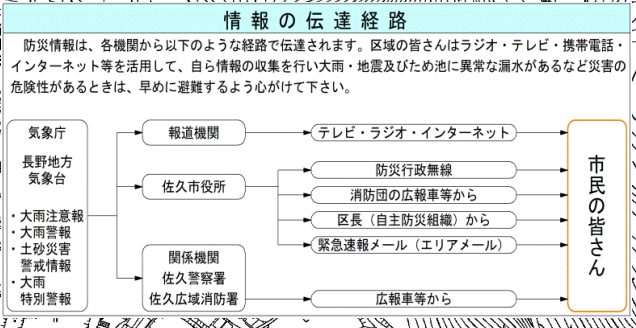 情報の伝達経路
防災情報は、各機関から以下のような経路で伝達されます。区域の皆さんはラジオ・テレビ・携帯電話・
インターネット等を活用して、自ら情報の収集を行い大雨・地震及びため池に異常な漏水があるなど災害の
危険性があるときは、早めに避難するよう心がけて下さい。
気象庁
長野地方
気象台
・大雨注意報
・大雨警報
・土砂災害
警戒情報
・大雨
特別警報
報道機関
佐久市役所
関係機関
佐久警察署
佐久広域消防署
テレビ・ラジオ・インターネット
防災行政無線
消防団の広報車等から
区長（自主防災組織）から
緊急速報メール（エリアメール）
広報車等から
市民の皆さん